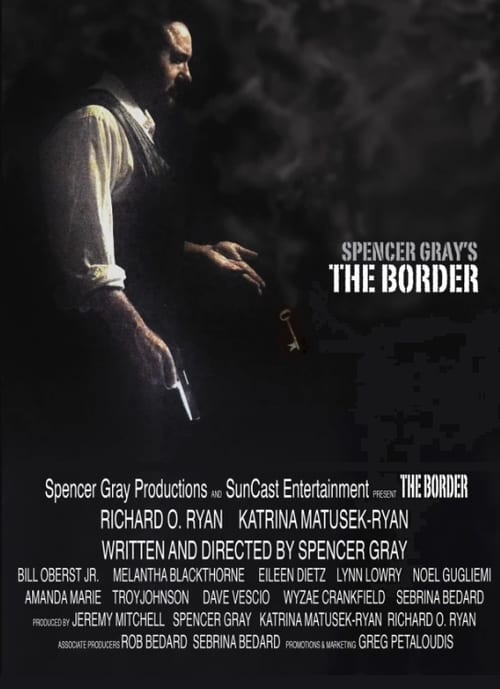 SPENCER GRAY'S
THE BORDER
Spencer Gray Productions AND SunCast Entertainment PRESENT THE BORDER
RICHARD O. RYAN KATRINA MATUSEK-RYAN
WRITTEN AND DIRECTED BY SPENCER GRAY
BILL OBERST JR. MELANTHA BLACKTHORNE EILEEN DIETZ LYNN LOWRY NOEL GUGLIEMI
AMANDA MARIE TROYJOHNSON DAVE VESCIO WYZAE CRANKFIELD SEBRINA BEDARD
PRODUCED BY JEREMY MITCHELL SPENCER GRAY KATRINA MATUSEK-RYAN RICHARD O. RYAN
ASSOCIATE PRODUCERS ROB BEDARD SEBRINA BEDARD PROMOTIONS & MARKETING GREG PETALOUDIS